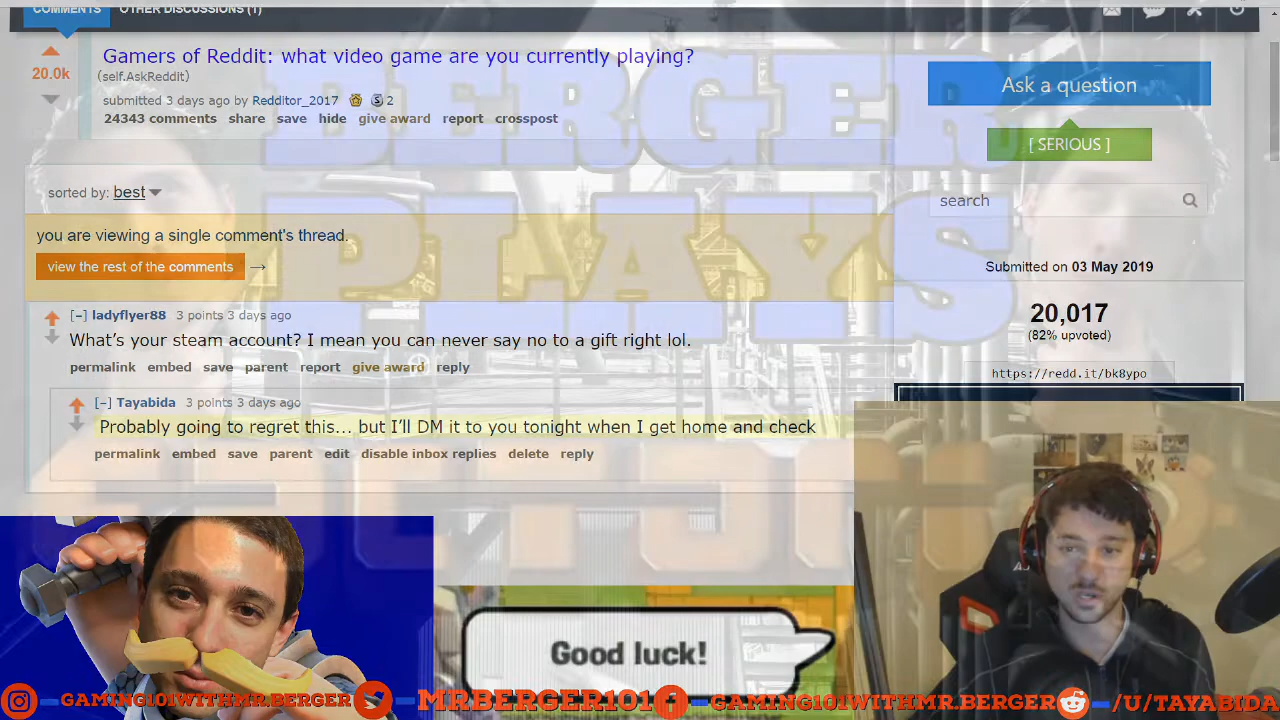 COMMENTS OTHER DISCUSSIONS (1)
20.0k
Gamers of Reddit: what video game are you currently playing?
(self.AskReddit)
submitted 3 days ago by Redditor_2017 2
24343 comments share save hide give award report crosspost
sorted by: best
you are viewing a single comment's thread.
view the rest of the comments →
[–] ladyflyer88 3 points 3 days ago
What's your steam account? I mean you can never say no to a gift right lol.
permalink embed save parent report give award reply
[–] Tayabida 3 points 3 days ago
Probably going to regret this... but I'll DM it to you tonight when I get home and check
permalink embed save parent edit disable inbox replies delete reply
Ask a question
[ SERIOUS ]
search
Submitted on 03 May 2019
20,017
(82% upvoted)
https://redd.it/bk8ypo
BERGER
PLAYS
Good luck!
GAMING101WITHMR.BERGER MRBERGER101 GAMING101WITHMR.BERGER /U/TAYABIDA